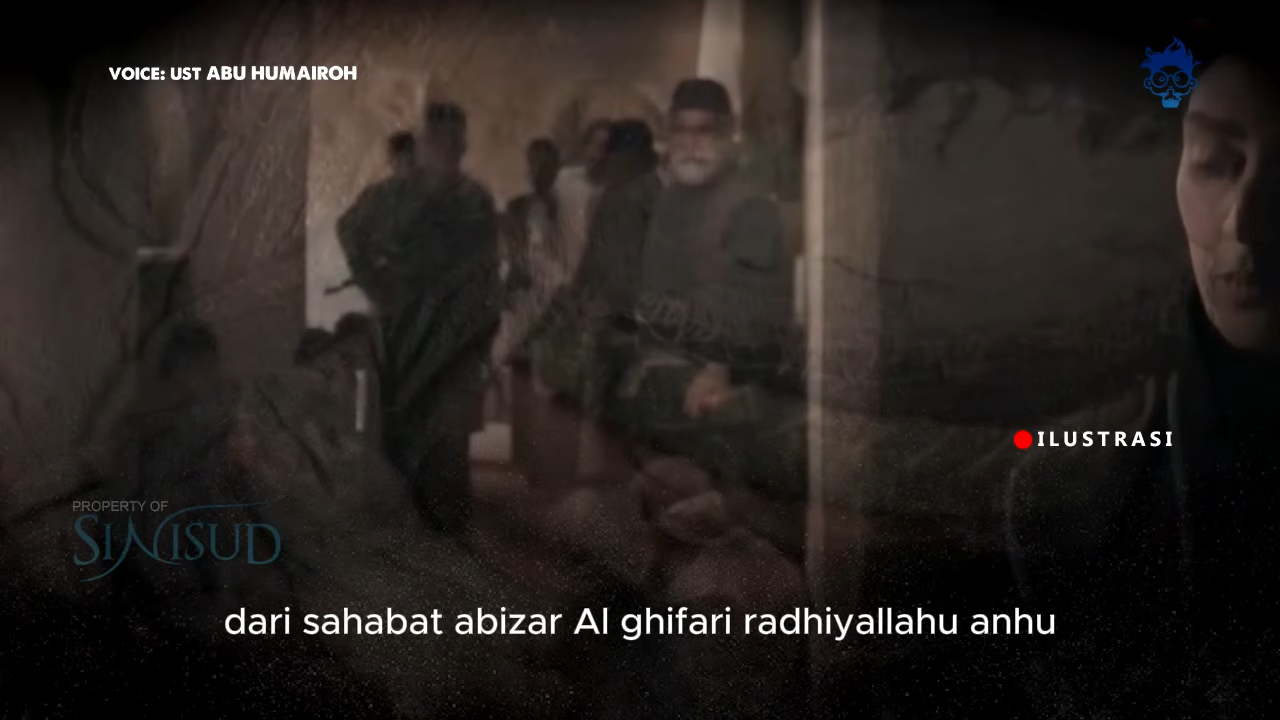 VOICE: UST ABU HUMAIROH
ILUSTRASI
PROPERTY OF
SINISUD
dari sahabat abizar Al ghifari radhiyallahu anhu